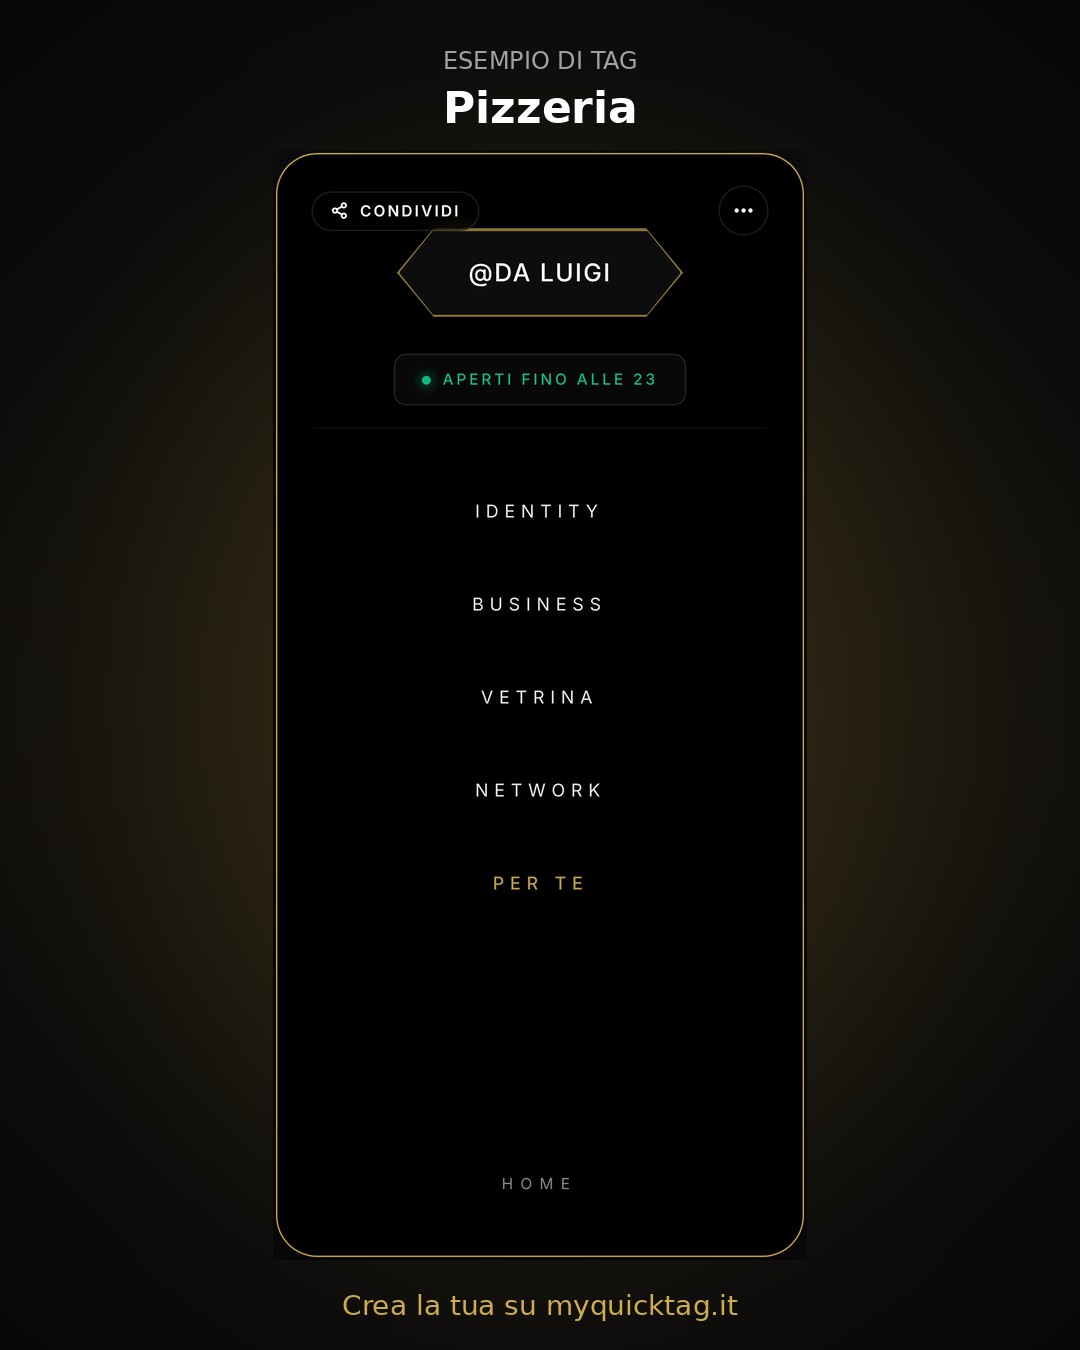 ESEMPIO DI TAG
Pizzeria
CONDIVIDI
@DA LUIGI
APERTI FINO ALLE 23
IDENTITY
BUSINESS
VETRINA
NETWORK
PER TE
HOME
Crea la tua su myquicktag.it